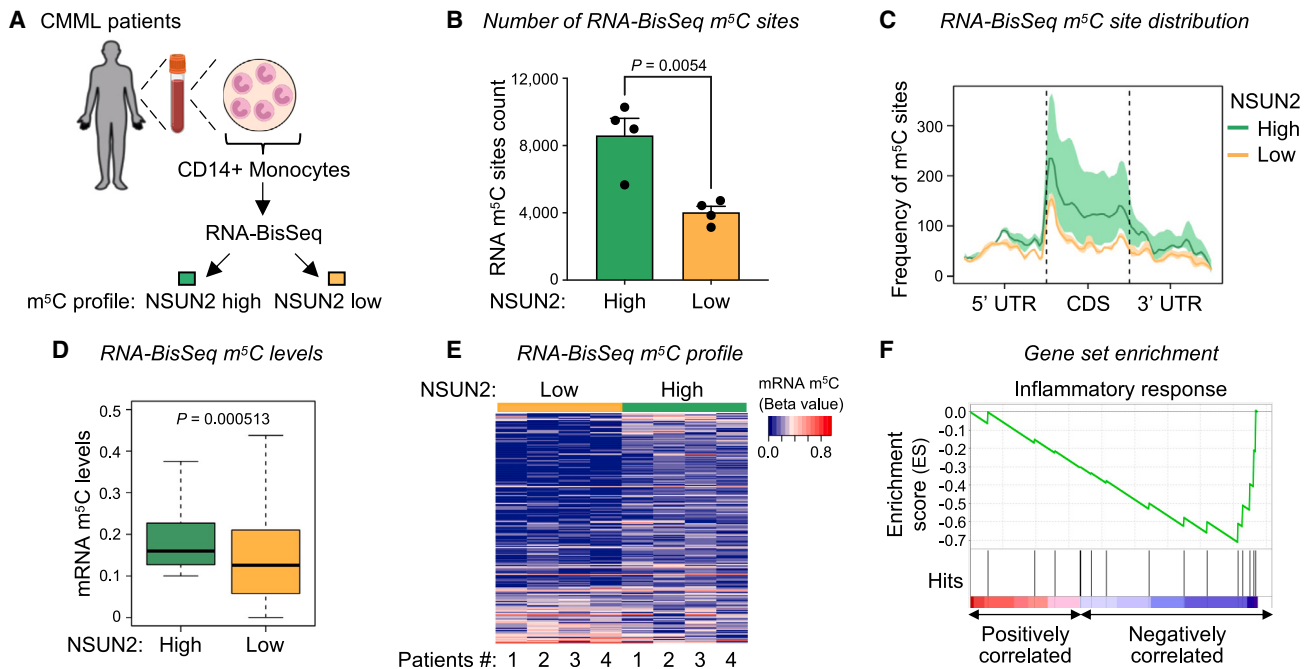 A CMML patients
CD14+ Monocytes
RNA-BisSeq
m⁵C profile: NSUN2 high NSUN2 low
B Number of RNA-BisSeq m⁵C sites
P = 0.0054
12,000
8,000
4,000
0
RNA m⁵C sites count
NSUN2: High Low
C RNA-BisSeq m⁵C site distribution
NSUN2
High
Low
300
200
100
0
Frequency of m⁵C sites
5' UTR CDS 3' UTR
D RNA-BisSeq m⁵C levels
P = 0.000513
0.5
0.4
0.3
0.2
0.1
0
mRNA m⁵C levels
NSUN2: High Low
E RNA-BisSeq m⁵C profile
NSUN2: Low High
mRNA m⁵C
(Beta value)
0.0 0.8
Patients #: 1 2 3 4 1 2 3 4
F Gene set enrichment
Inflammatory response
0.0
-0.1
-0.2
-0.3
-0.4
-0.5
-0.6
-0.7
Enrichment
score (ES)
Hits
Positively
correlated
Negatively
correlated